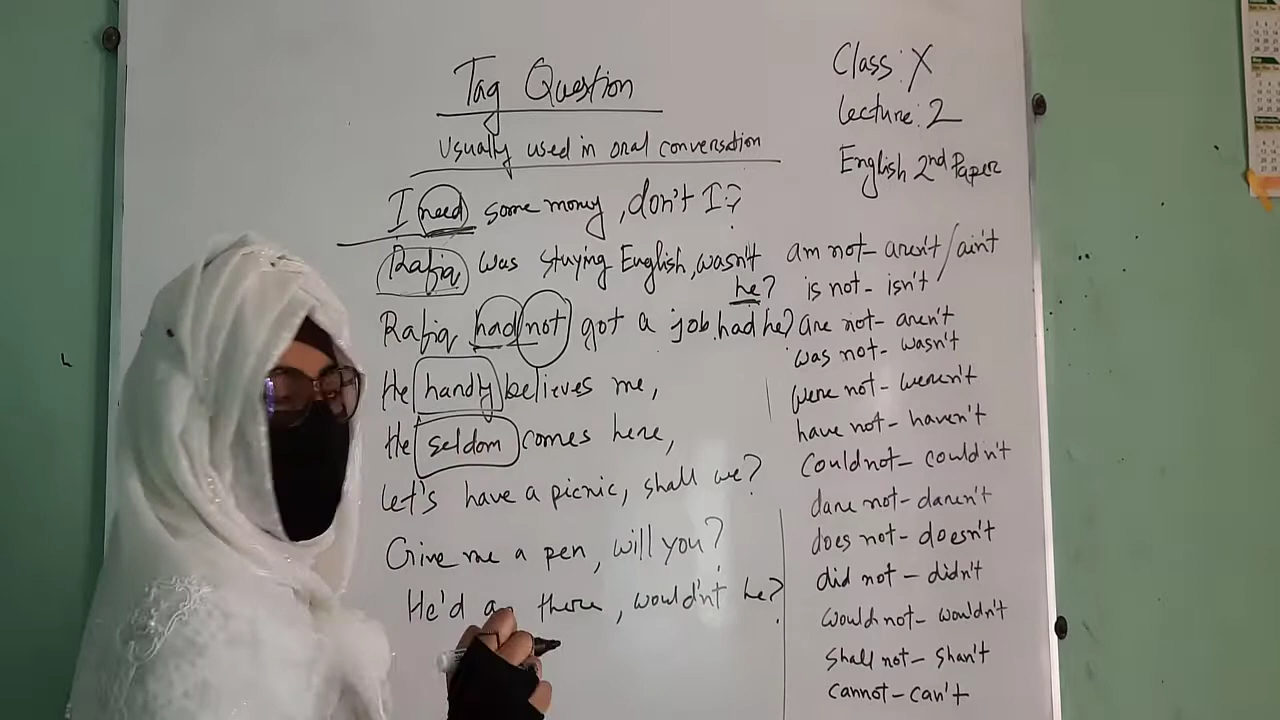 Tag Question
Usually used in oral conversation
Class: X
Lecture: 2
English 2nd Paper
I need some money, don't I?
Rafiq was stuying English, wasn't he?
Rafiq had not got a job, had he?
He handy believes me,
He seldom comes here,
Let's have a picnic, shall we?
Give me a pen, will you?
He'd there, wouldn't he?
am not - aren't / ain't
is not - isn't
are not - aren't
was not - wasn't
were not - weren't
have not - haven't
Could not - couldn't
dare not - daren't
does not - doesn't
did not - didn't
would not - wouldn't
shall not - shan't
cannot - can't